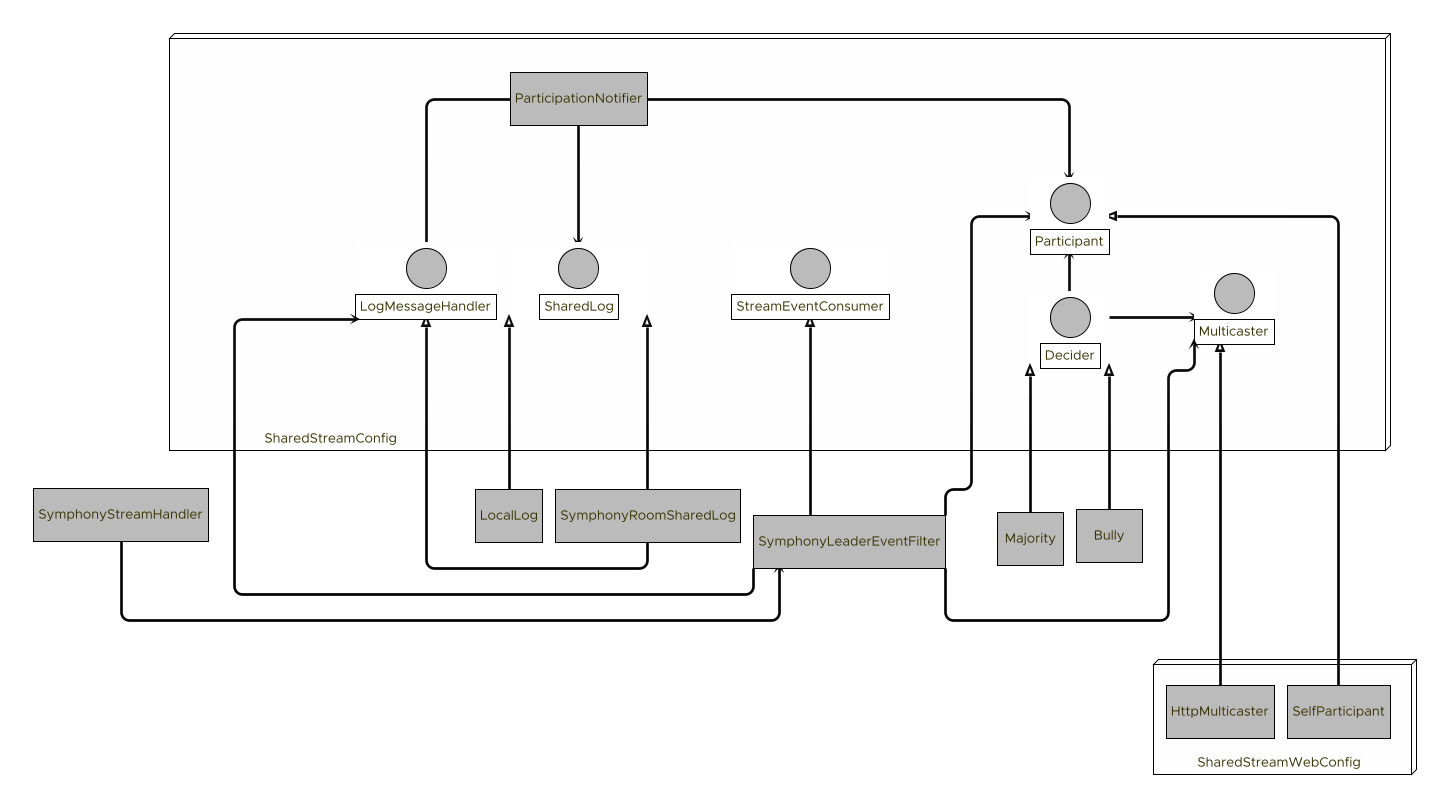 ParticipationNotifier
Participant
LogMessageHandler
SharedLog
StreamEventConsumer
Multicaster
Decider
SharedStreamConfig
SymphonyStreamHandler
LocalLog
SymphonyRoomSharedLog
SymphonyLeaderEventFilter
Majority
Bully
HttpMulticaster
SelfParticipant
SharedStreamWebConfig